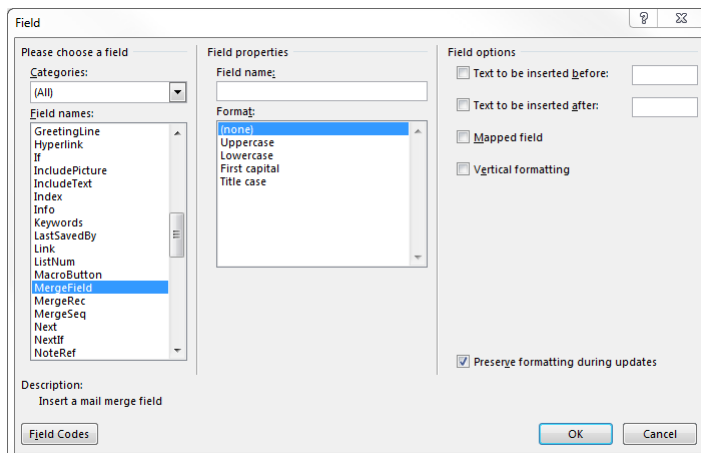 Field
Please choose a field
Categories:
(All)
Field names:
GreetingLine
Hyperlink
If
IncludePicture
IncludeText
Index
Info
Keywords
LastSavedBy
Link
ListNum
MacroButton
MergeField
MergeRec
MergeSeq
Next
NextIf
NoteRef
Field properties
Field name:
Format:
(none)
Uppercase
Lowercase
First capital
Title case
Field options
Text to be inserted before:
Text to be inserted after:
Mapped field
Vertical formatting
Preserve formatting during updates
Description:
Insert a mail merge field
Field Codes
OK
Cancel